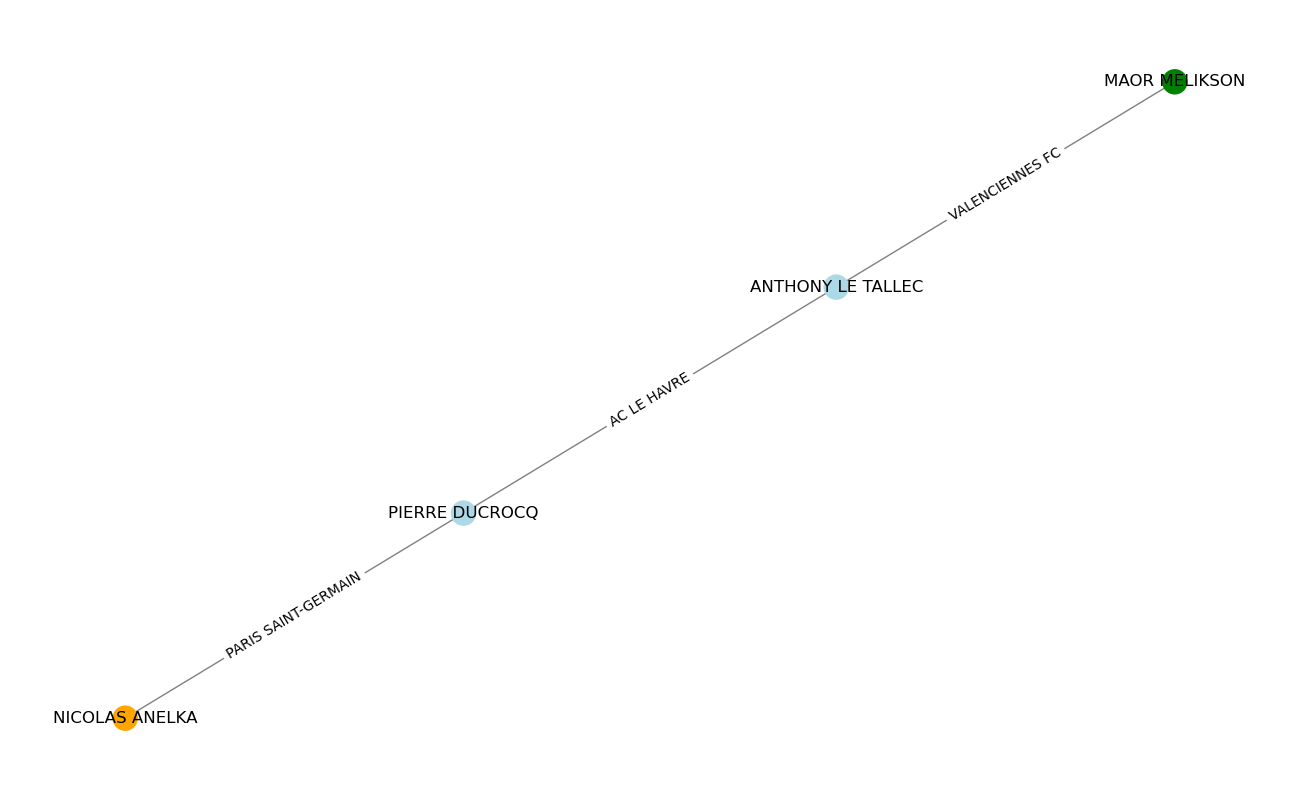 MAOR MELIKSON
VALENCIENNES FC
ANTHONY LE TALLEC
AC LE HAVRE
PIERRE DUCROCQ
PARIS SAINT-GERMAIN
NICOLAS ANELKA